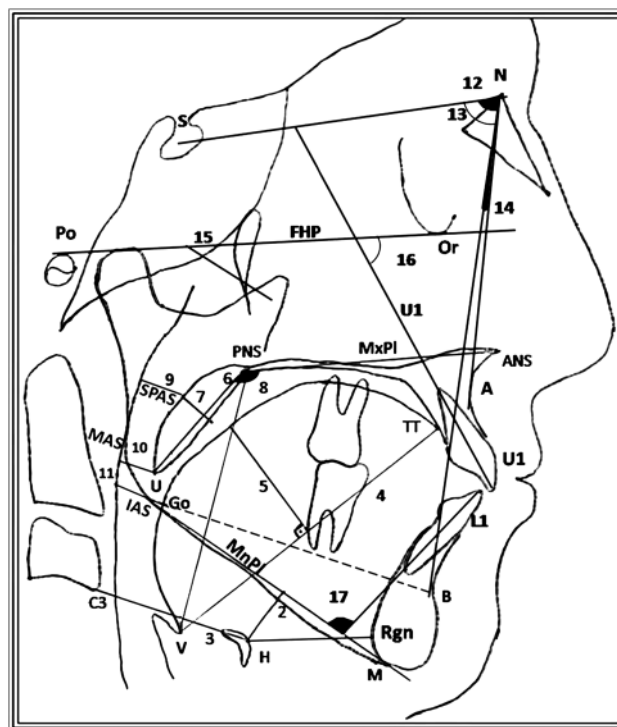 12 N
S
13
14
Po
15
FHP
Or
16
U1
PNS
MxPl
ANS
9
6
8
SPAS
7
A
TT
MAS
10
U
11
U1
5
4
IAS
Go
L1
MnPl
B
C3
2
17
3
V
H
Rgn
M